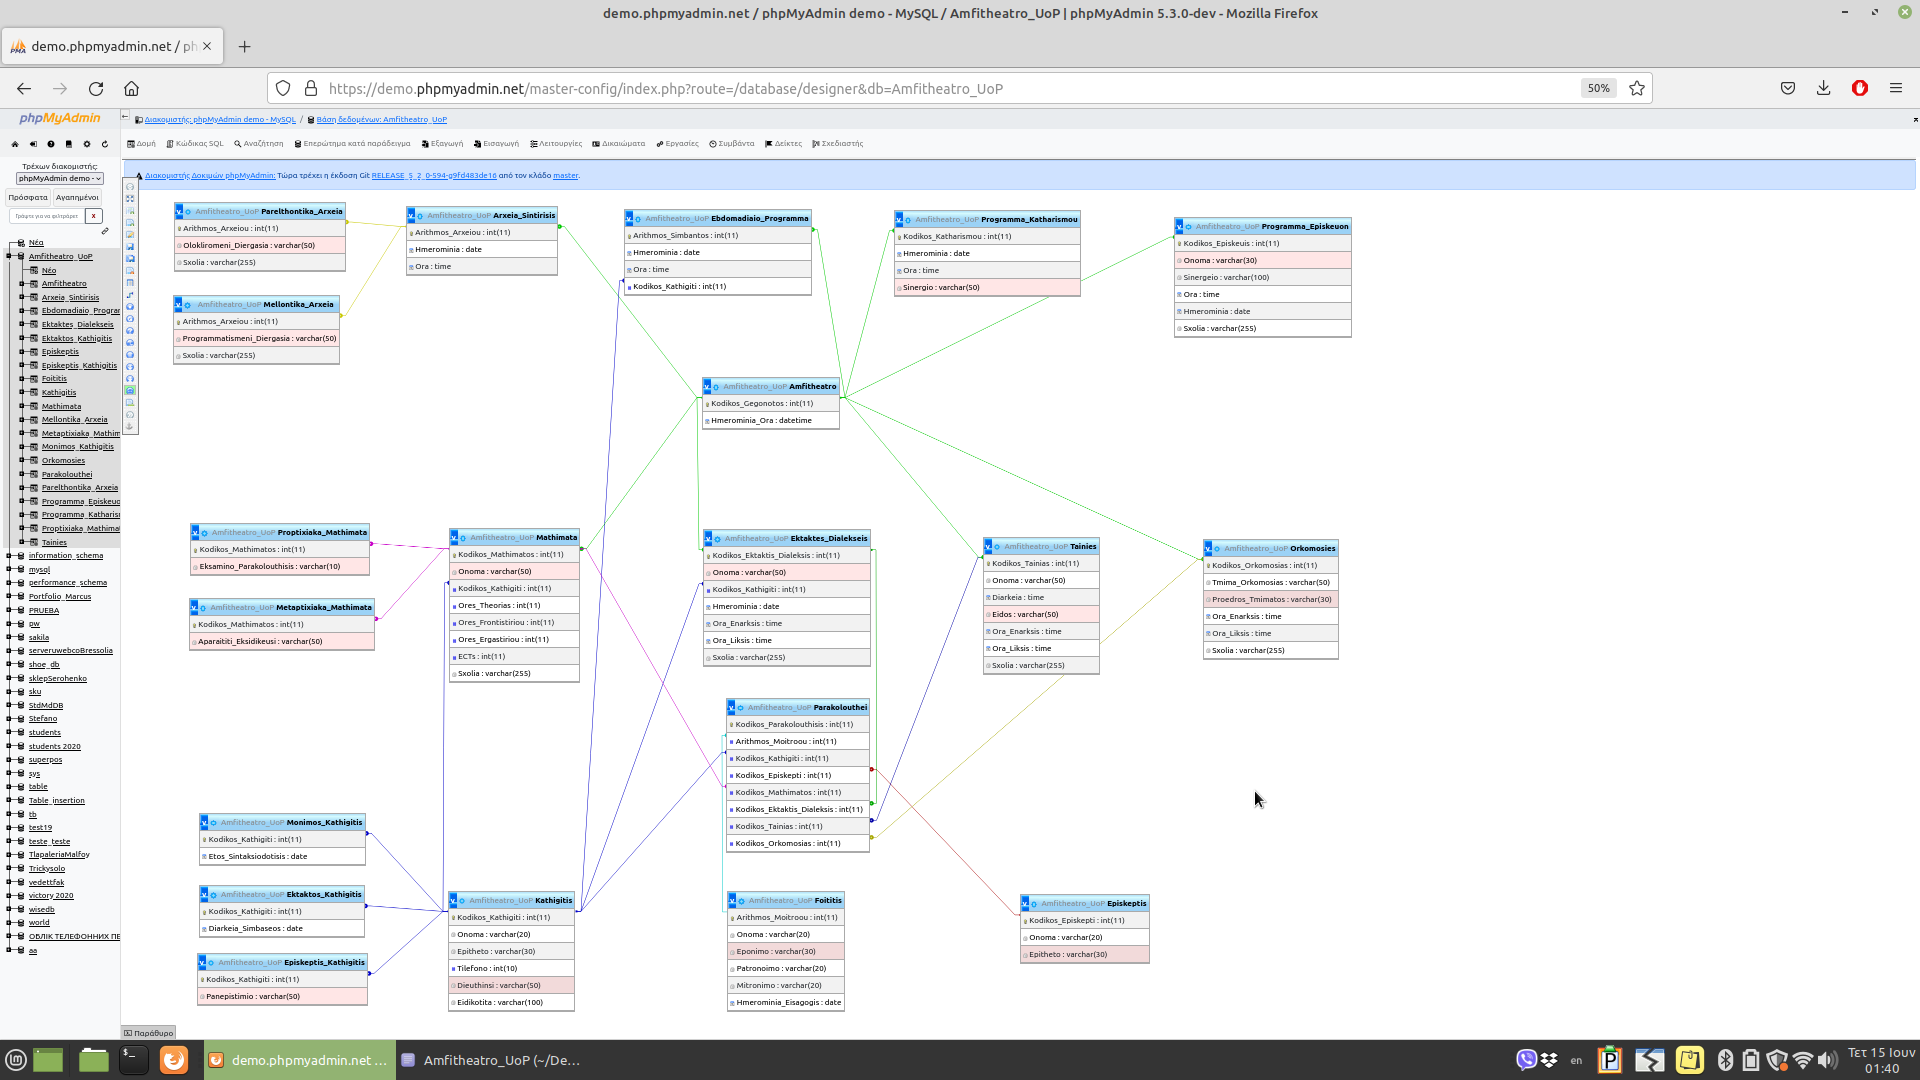 demo.phpmyadmin.net / phpMyAdmin demo - MySQL / Amfitheatro_UoP | phpMyAdmin 5.3.0-dev - Mozilla Firefox
demo.phpmyadmin.net / ph
https://demo.phpmyadmin.net/master-config/index.php?route=/database/designer&db=Amfitheatro_UoP
50%
phpMyAdmin
Τρέχων διακομιστής:
phpMyAdmin demo -
Πρόσφατα Αγαπημένοι
X
Νέα
Amfitheatro_UoP
Νέο
Amfitheatro
Arxeia_Sintirisis
Ebdomadiaio_Progran
Ektaktes_Dialekseis
Ektaktos_Kathigitis
Episkeptis
Episkeptis_Kathigitis
Foititis
Kathigitis
Mathimata
Mellontika_Arxeia
Metaptixiaka_Mathim
Monimos_Kathigitis
Orkomosies
Parakolouthei
Parelthontika_Arxeia
Programma_Episkeuo
Programma_Katharis
Proptixiaka_Mathimat
Tainies
information_schema
mysql
performance_schema
Portfolio_Marcus
PRUEBA
pw
sakila
serveruwebcoBressolia
shoe_db
sklepSerohenko
sku
StdMdDB
Stefano
students
students 2020
superpos
sys
table
Table_insertion
tb
test19
teste_teste
TlapaleriaMalfoy
Trickysolo
vedettfak
victory 2020
wisedb
world
ОБЛІК ТЕЛЕФОННИХ ПЕ
aa
Διακομιστής: phpMyAdmin demo - MySQL / Βάση δεδομένων: Amfitheatro_UoP
Δομή Κώδικας SQL Αναζήτηση Επερώτημα κατά παράδειγμα Εξαγωγή Εισαγωγή Λειτουργίες Δικαιώματα Εργασίες Συμβάντα Δείκτες Σχεδιαστής
Διακομιστής Δοκιμών phpMyAdmin: Τώρα τρέχει η έκδοση Git RELEASE_5_2_0-594-g9fd483de16 από τον κλάδο master.
Amfitheatro_UoP Parelthontika_Arxeia
Arithmos_Arxeiou : int(11)
Olokliromeni_Diergasia : varchar(50)
Sxolia : varchar(255)
Amfitheatro_UoP Arxeia_Sintirisis
Arithmos_Arxeiou : int(11)
Hmerominia : date
Ora : time
Amfitheatro_UoP Ebdomadiaio_Programma
Arithmos_Simbantos : int(11)
Hmerominia : date
Ora : time
Kodikos_Kathigiti : int(11)
Amfitheatro_UoP Programma_Katharismou
Kodikos_Katharismou : int(11)
Hmerominia : date
Ora : time
Sinergio : varchar(50)
Amfitheatro_UoP Programma_Episkeuon
Kodikos_Episkeuis : int(11)
Onoma : varchar(30)
Sinergeio : varchar(100)
Ora : time
Hmerominia : date
Sxolia : varchar(255)
Amfitheatro_UoP Mellontika_Arxeia
Arithmos_Arxeiou : int(11)
Programmatismeni_Diergasia : varchar(50)
Sxolia : varchar(255)
Amfitheatro_UoP Amfitheatro
Kodikos_Gegonotos : int(11)
Hmerominia_Ora : datetime
Amfitheatro_UoP Proptixiaka_Mathimata
Kodikos_Mathimatos : int(11)
Eksamino_Parakolouthisis : varchar(10)
Amfitheatro_UoP Metaptixiaka_Mathimata
Kodikos_Mathimatos : int(11)
Aparaititi_Eksidikeusi : varchar(50)
Amfitheatro_UoP Mathimata
Kodikos_Mathimatos : int(11)
Onoma : varchar(50)
Kodikos_Kathigiti : int(11)
Ores_Theorias : int(11)
Ores_Frontistiriou : int(11)
Ores_Ergastiriou : int(11)
ECTs : int(11)
Sxolia : varchar(255)
Amfitheatro_UoP Ektaktes_Dialekseis
Kodikos_Ektaktis_Dialeksis : int(11)
Onoma : varchar(50)
Kodikos_Kathigiti : int(11)
Hmerominia : date
Ora_Enarksis : time
Ora_Liksis : time
Sxolia : varchar(255)
Amfitheatro_UoP Tainies
Kodikos_Tainias : int(11)
Onoma : varchar(50)
Diarkeia : time
Eidos : varchar(50)
Ora_Enarksis : time
Ora_Liksis : time
Sxolia : varchar(255)
Amfitheatro_UoP Orkomosies
Kodikos_Orkomosias : int(11)
Tmima_Orkomosias : varchar(50)
Proedros_Tmimatos : varchar(30)
Ora_Enarksis : time
Ora_Liksis : time
Sxolia : varchar(255)
Amfitheatro_UoP Parakolouthei
Kodikos_Parakolouthisis : int(11)
Arithmos_Moitroou : int(11)
Kodikos_Kathigiti : int(11)
Kodikos_Episkepti : int(11)
Kodikos_Mathimatos : int(11)
Kodikos_Ektaktis_Dialeksis : int(11)
Kodikos_Tainias : int(11)
Kodikos_Orkomosias : int(11)
Amfitheatro_UoP Monimos_Kathigitis
Kodikos_Kathigiti : int(11)
Etos_Sintaksiodotisis : date
Amfitheatro_UoP Ektaktos_Kathigitis
Kodikos_Kathigiti : int(11)
Diarkeia_Simbaseos : date
Amfitheatro_UoP Episkeptis_Kathigitis
Kodikos_Kathigiti : int(11)
Panepistimio : varchar(50)
Amfitheatro_UoP Kathigitis
Kodikos_Kathigiti : int(11)
Onoma : varchar(20)
Epitheto : varchar(30)
Tilefono : int(10)
Dieuthinsi : varchar(50)
Eidikotita : varchar(100)
Amfitheatro_UoP Foititis
Arithmos_Moitroou : int(11)
Onoma : varchar(20)
Eponimo : varchar(30)
Patronoimo : varchar(20)
Mitronimo : varchar(20)
Hmerominia_Eisagogis : date
Amfitheatro_UoP Episkeptis
Kodikos_Episkepti : int(11)
Onoma : varchar(20)
Epitheto : varchar(30)
Παράθυρο
demo.phpmyadmin.net ...
Amfitheatro_UoP (~/De...
en
Τετ 15 Ιουν
01:40